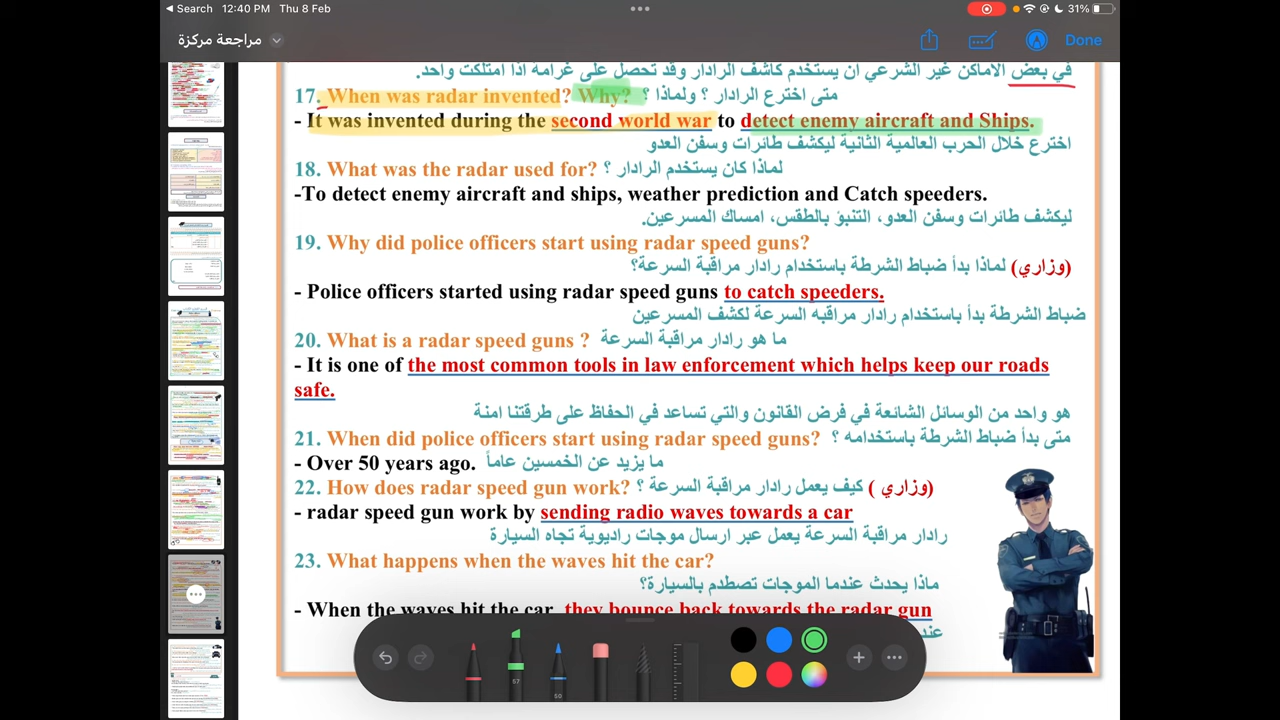 Search 12:40 PM Thu 8 Feb 31%
مراجعة مركزة Done
في بعض الاماكن غير الشرعي ان يستخدم كاشف الرادار وقد تحصل على غرامة اذا امتلكت واحد.
17. When was radar invented? Why? متى اخترع الرادار ؟ ولماذا ؟
- It was invented during the second world war to detect enemy aircraft and Ships.
اخترع خلال الحرب العالمية الثانية ليكشف طائرات وسفن العدو
18. What was the radar used for? لماذا كان يستخدم الرادار ؟
-To detect enemy aircraft and ships, weather prediction and Catch speeders.
ليكشف طائرات وسفن العدو، التنبؤ بالطقس، امساك المسرعين.
19. Why did police officers start using radar speed guns?
(وزاري) لماذا بدأ ضباط الشرطة باستخدام رادار مراقبة السرعة؟
- Police officers started using radar speed guns to catch speeders.
ضباط الشرطة بدأ باستخدام رادار مراقبة السرعة لكشف المسرعين
20. What is a radar speed guns ? ما هو رادار مراقبة السرعة
- It is one of the most common tools in law enforcement which helps keep our roads
safe.
هو واحد من الوسائل الشائعة في فرض القانون والتي تساعد في الحفاظ على طرقتنا امنة
21. When did police officers start using radar speed guns? متى بدأ ضباط الشرطة باستخدامه ؟
- Over 50 years ago. ما يزيد عن الخمسين عاماً
22. How does radar speed gun work? كيف يعمل رادار مراقبة السرعة ؟ (وزاري )
- radar speed gun work by sending radio waves towards a car
رادار مراقبة السرعة يعمل عبر ارسال موجات راديوية تجاه السيارة
23. What happens when the waves hit the car?
ماذا يحدث عندما الموجات تصطدم بالسيارة؟
- When the waves hit the car, they bounce back towards the radar gun
67